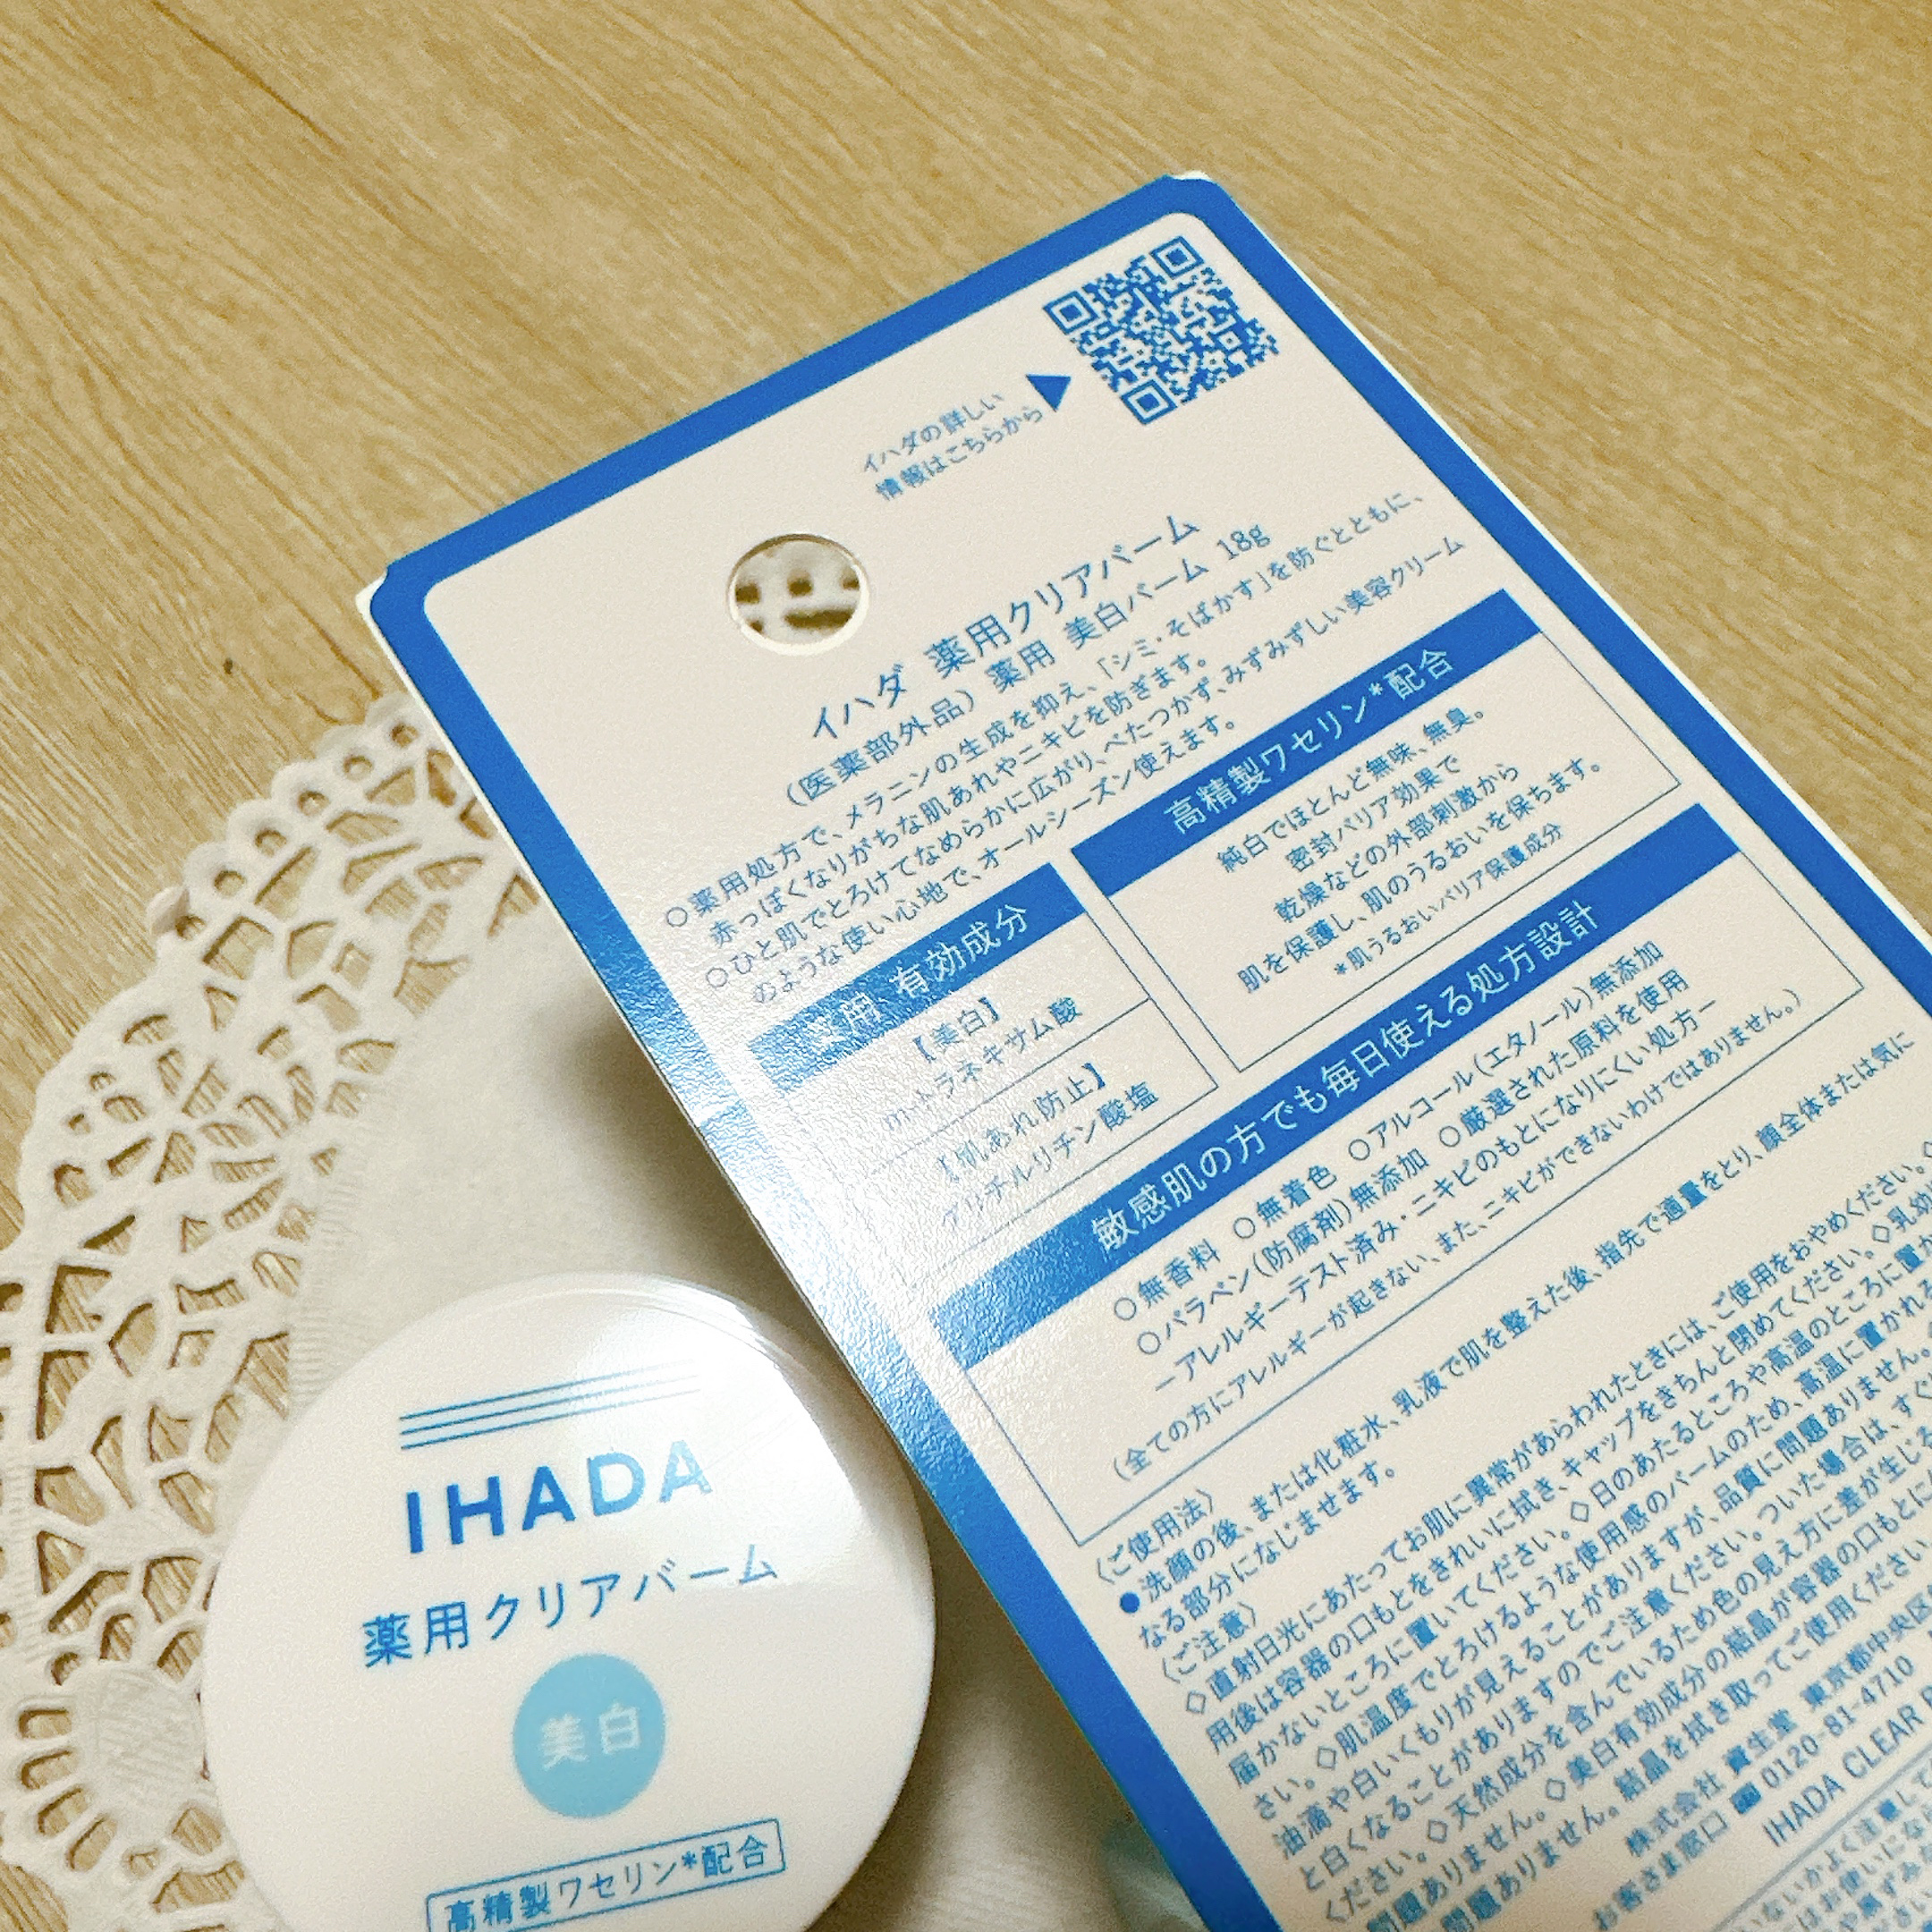 イハダの詳しい
情報はこちらから
イハダ 薬用クリアバーム
（医薬部外品）薬用 美白バーム 18g
○薬用処方で、メラニンの生成を抑え、「シミ・そばかす」を防ぐとともに、
赤っぽくなりがちな肌あれやニキビを防ぎます。
○ひと肌でとろけてなめらかに広がり、べたつかず、みずみずしい美容クリーム
のような使い心地で、オールシーズン使えます。
薬用 有効成分
【美白】
m-トラネキサム酸
【肌あれ防止】
グリチルリチン酸塩
高精製ワセリン*配合
純白でほとんど無味、無臭。
密封バリア効果で
乾燥などの外部刺激から
肌を保護し、肌のうるおいを保ちます。
*肌うるおいバリア保護成分
敏感肌の方でも毎日使える処方設計
○無香料 ○無着色 ○アルコール（エタノール）無添加
○パラベン（防腐剤）無添加 ○厳選された原料を使用
－アレルギーテスト済み・ニキビのもとになりにくい処方－
（全ての方にアレルギーが起きない、また、ニキビができないわけではありません。）
〈ご使用法〉
●洗顔の後、または化粧水、乳液で肌を整えた後、指先で適量をとり、顔全体または気に
なる部分になじませます。
〈ご注意〉
◇直射日光にあたってお肌に異常があらわれたときには、ご使用をおやめください。
用後は容器の口もとをきれいに拭き、キャップをきちんと閉めてください。◇乳幼
届かないところに置いてください。◇日のあたるところや高温のところに置か
さい。◇肌温度でとろけるような使用感のバームのため、高温に置かれ
油滴や白いくもりが見えることがありますが、品質に問題ありません。
と白くなることがありますのでご注意ください。ついた場合は、すぐ
ください。◇天然成分を含んでいるため色の見え方に差が生じる
問題ありません。◇美白有効成分の結晶が容器の口もとに
問題ありません。結晶を拭き取ってご使用ください
株式会社 資生堂 東京都中央区
お客さま窓口 0120-81-4710
IHADA CLEAR
IHADA
薬用クリアバーム
美白
高精製ワセリン*配合